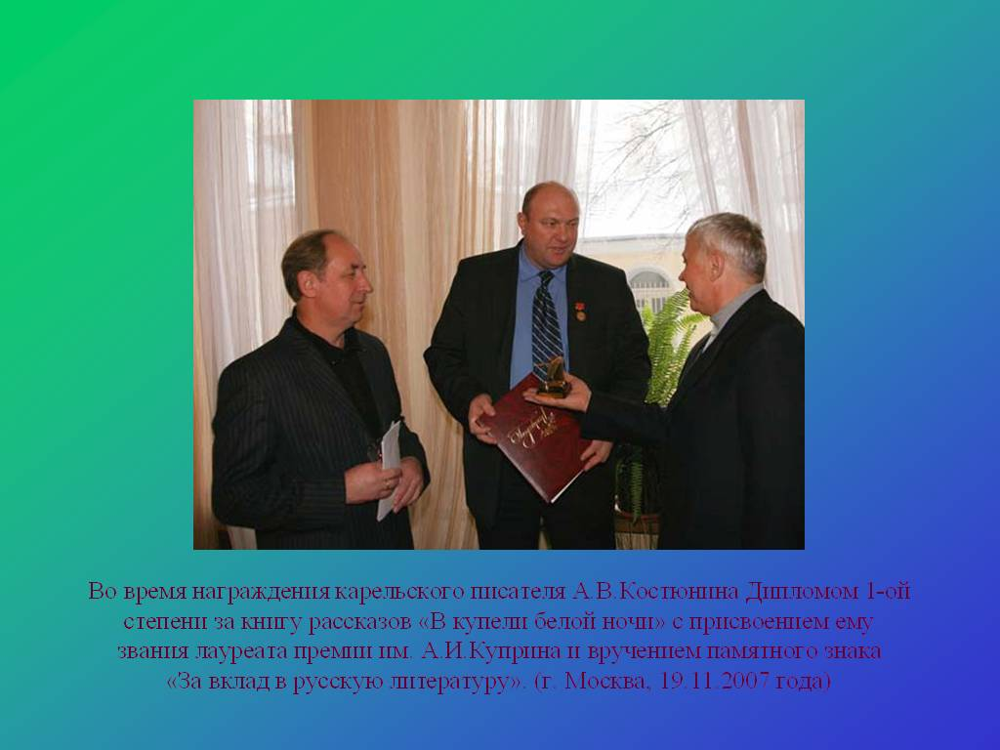 Во время награждения карельского писателя А.В.Костюнина Дипломом 1-ой
степени за книгу рассказов «В купели белой ночи» с присвоением ему
звания лауреата премии им. А.И.Куприна и вручением памятного знака
«За вклад в русскую литературу». (г. Москва, 19.11.2007 года)